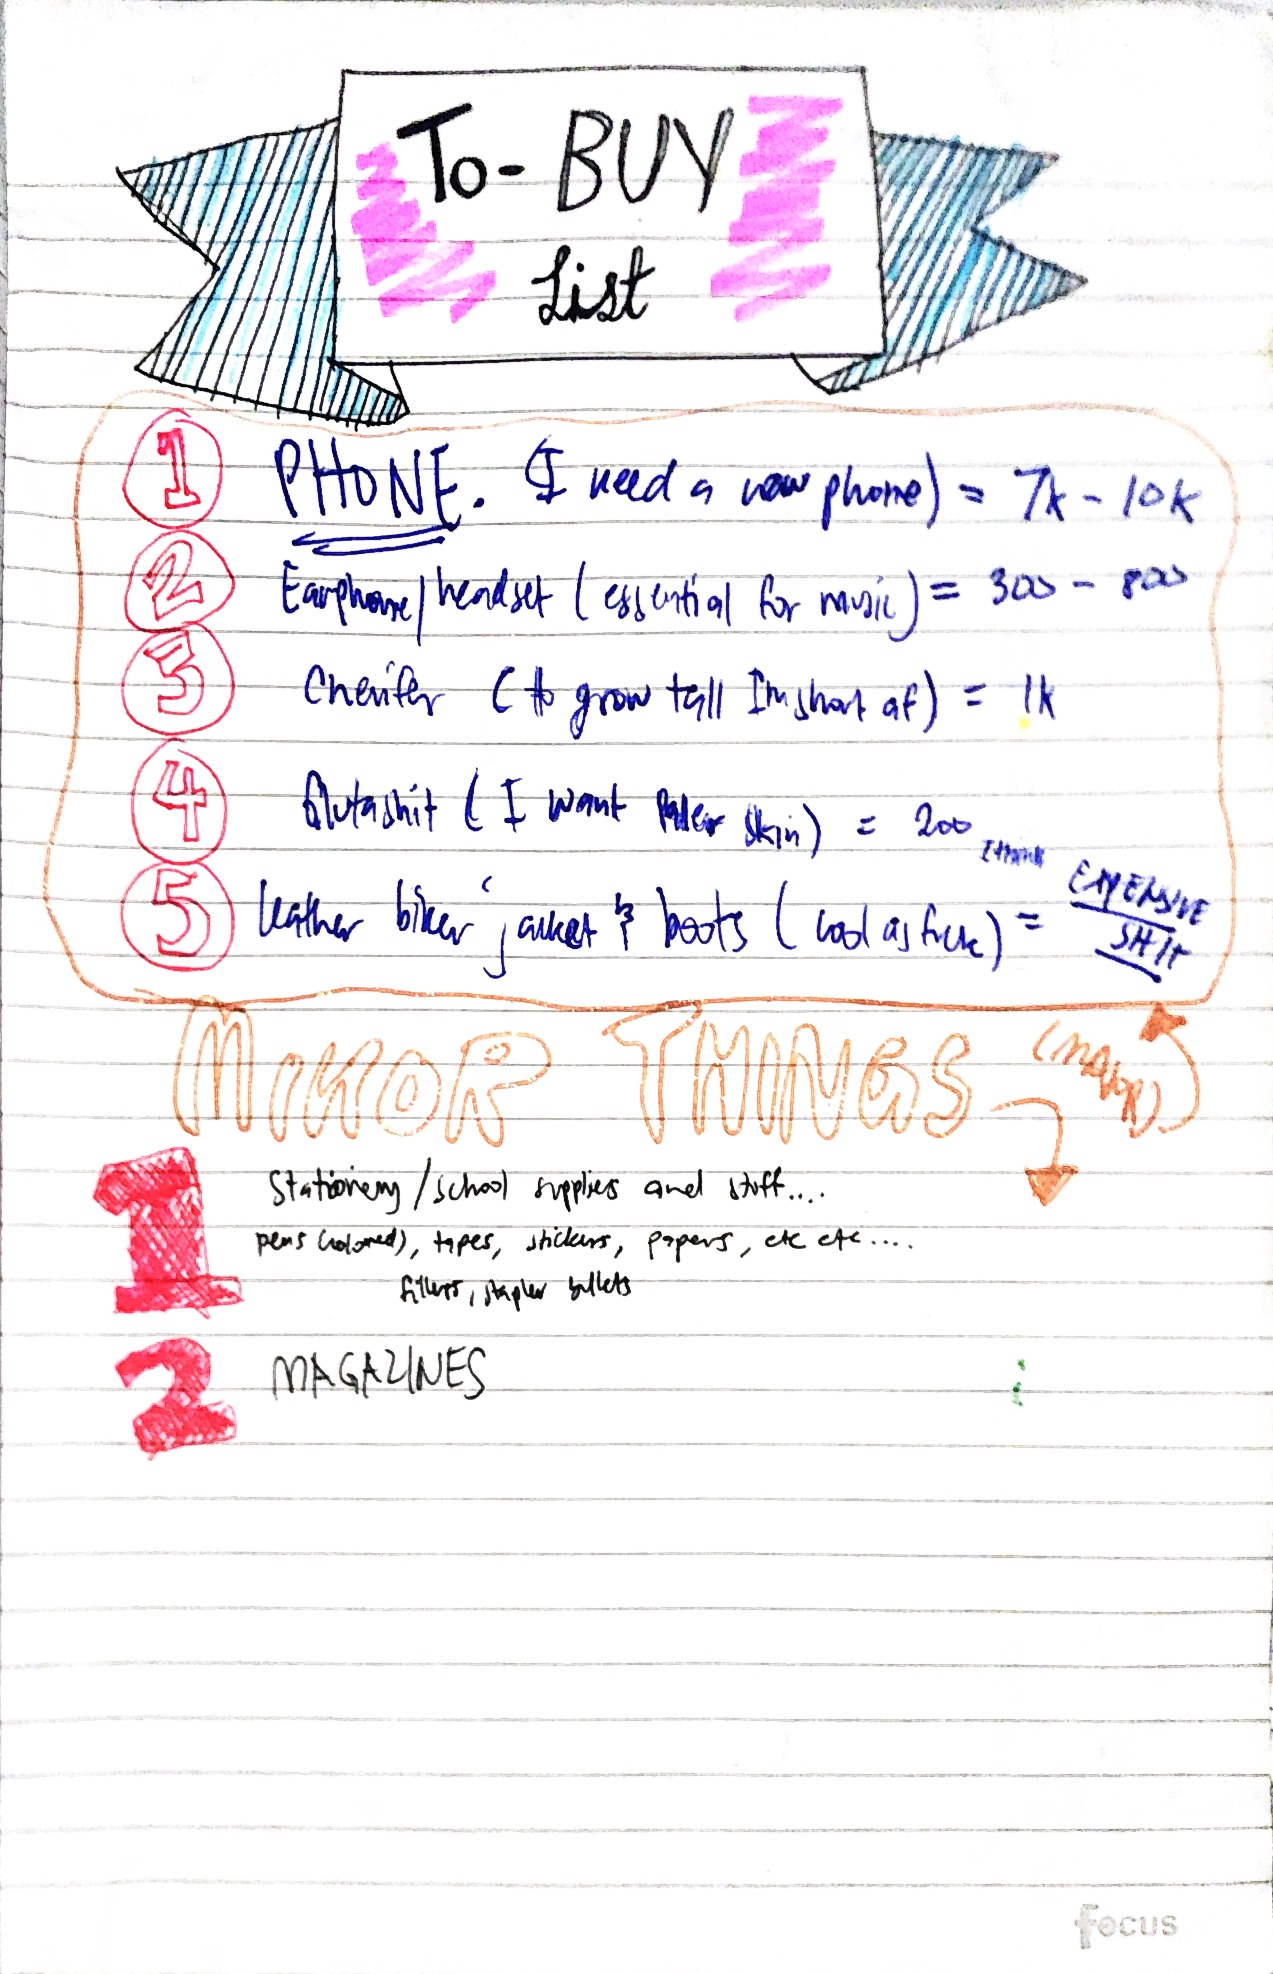 To-BUY
List
1 PHONE. (I need a new phone) = 7k - 10k
2 Earphone/headset (essential for music) = 300 - 800
3 Cherifer (to grow tall Im short af) = 1k
4 Glutashit (I want Paler skin) = 200 I think
5 leather biker jacket & boots (cool as fuck) = EXPENSIVE SHIT
MINOR THINGS (major)
1 Stationery/school supplies and stuff....
pens (colored), tapes, stickers, papers, etc etc....
fillers, stapler bullets
2 MAGAZINES
focus